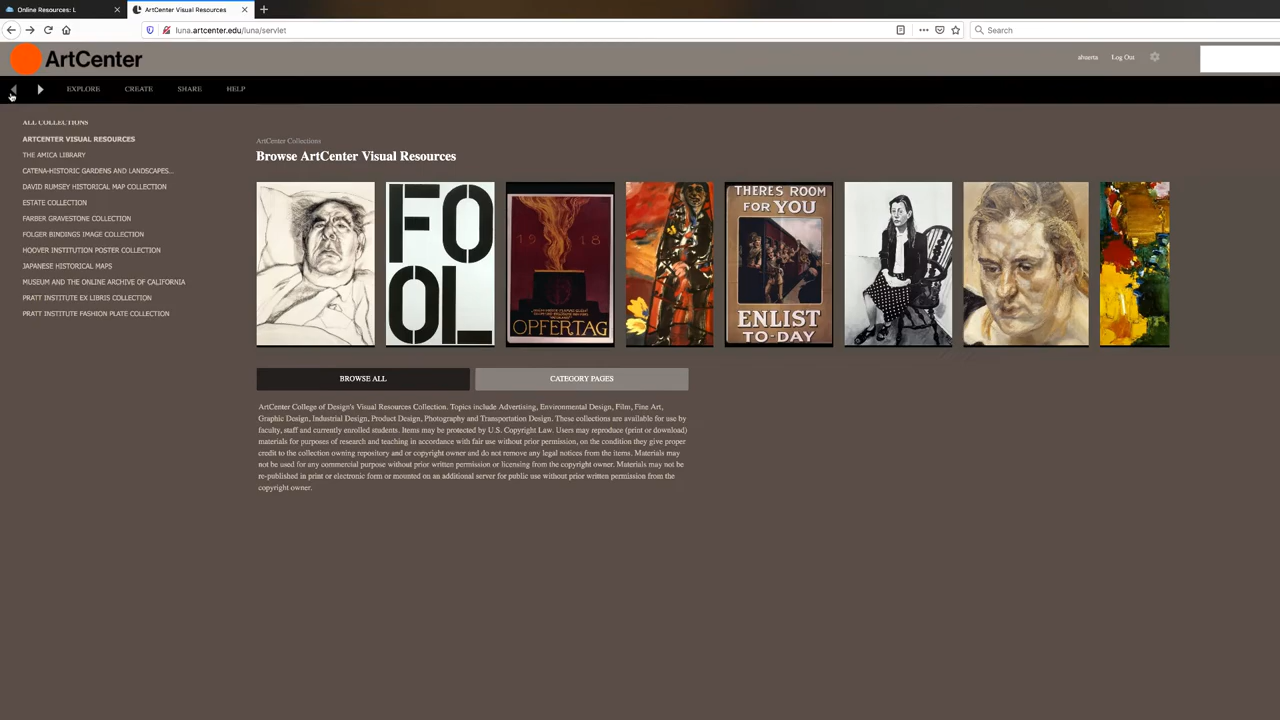 Online Resources: L
ArtCenter Visual Resources
luna.artcenter.edu/luna/servlet
Search
ArtCenter
ahuerta
Log Out
EXPLORE
CREATE
SHARE
HELP
ALL COLLECTIONS
ARTCENTER VISUAL RESOURCES
THE AMICA LIBRARY
CATENA-HISTORIC GARDENS AND LANDSCAPES...
DAVID RUMSEY HISTORICAL MAP COLLECTION
ESTATE COLLECTION
FARBER GRAVESTONE COLLECTION
FOLGER BINDINGS IMAGE COLLECTION
HOOVER INSTITUTION POSTER COLLECTION
JAPANESE HISTORICAL MAPS
MUSEUM AND THE ONLINE ARCHIVE OF CALIFORNIA
PRATT INSTITUTE EX LIBRIS COLLECTION
PRATT INSTITUTE FASHION PLATE COLLECTION
ArtCenter Collections
Browse ArtCenter Visual Resources
FO
OL
1918
OPFERTAG
THERES ROOM
FOR YOU
ENLIST
TO-DAY
BROWSE ALL
CATEGORY PAGES
ArtCenter College of Design's Visual Resources Collection. Topics include Advertising, Environmental Design, Film, Fine Art,
Graphic Design, Industrial Design, Product Design, Photography and Transportation Design. These collections are available for use by
faculty, staff and currently enrolled students. Items may be protected by U.S. Copyright Law. Users may reproduce (print or download)
materials for purposes of research and teaching in accordance with fair use without prior permission, on the condition they give proper
credit to the collection owning repository and or copyright owner and do not remove any legal notices from the items. Materials may
not be used for any commercial purpose without prior written permission or licensing from the copyright owner. Materials may not be
re-published in print or electronic form or mounted on an additional server for public use without prior written permission from the
copyright owner.